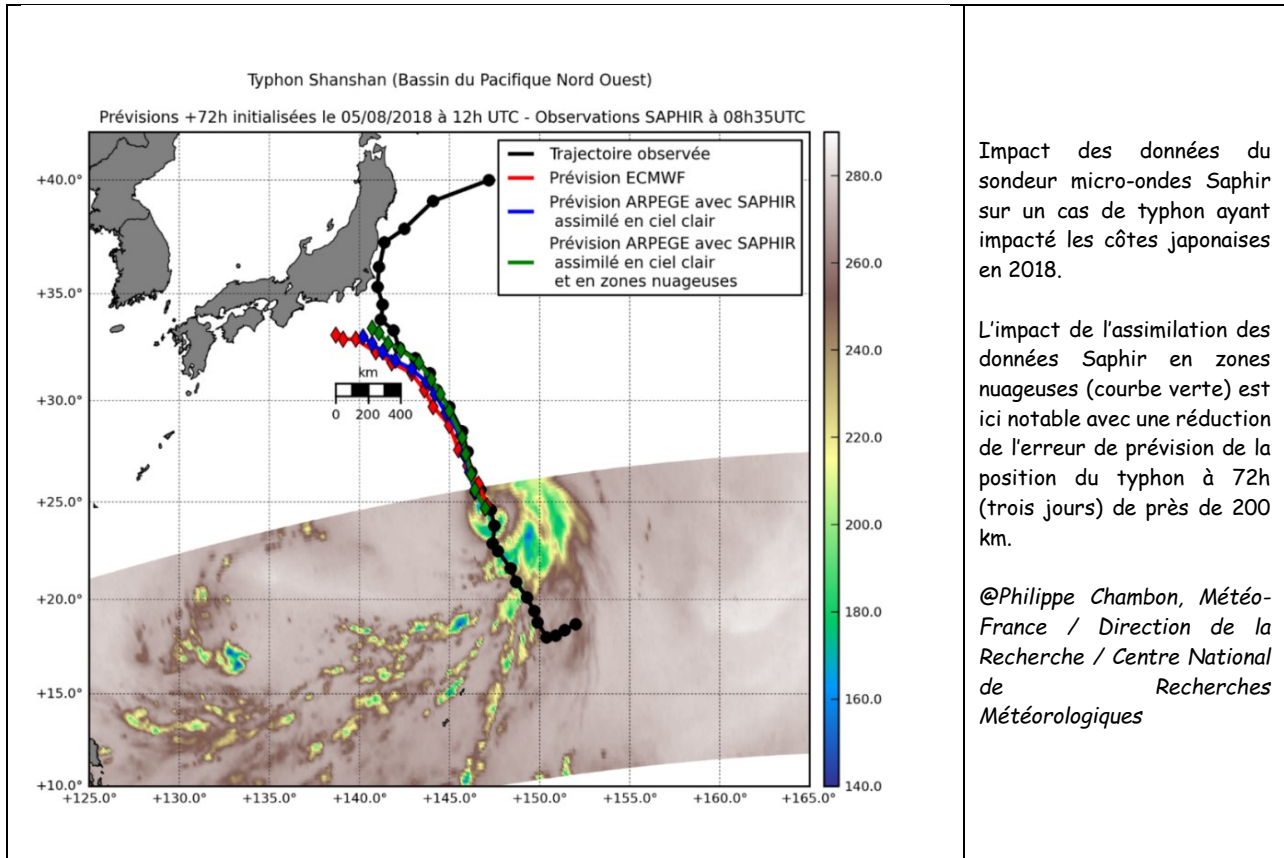 Typhon Shanshan (Bassin du Pacifique Nord Ouest)
Prévisions +72h initialisées le 05/08/2018 à 12h UTC - Observations SAPHIR à 08h35UTC
Trajectoire observée
Prévision ECMWF
Prévision ARPEGE avec SAPHIR
assimilé en ciel clair
Prévision ARPEGE avec SAPHIR
assimilé en ciel clair
et en zones nuageuses
+40.0°
+35.0°
+30.0°
+25.0°
+20.0°
+15.0°
+10.0°
km
0 200 400
+125.0° +130.0° +135.0° +140.0° +145.0° +150.0° +155.0° +160.0° +165.0°
280.0
260.0
240.0
220.0
200.0
180.0
160.0
140.0
Impact des données du
sondeur micro-ondes Saphir
sur un cas de typhon ayant
impacté les côtes japonaises
en 2018.
L'impact de l'assimilation des
données Saphir en zones
nuageuses (courbe verte) est
ici notable avec une réduction
de l'erreur de prévision de la
position du typhon à 72h
(trois jours) de près de 200
km.
@Philippe Chambon, Météo-
France / Direction de la
Recherche / Centre National
de Recherches
Météorologiques